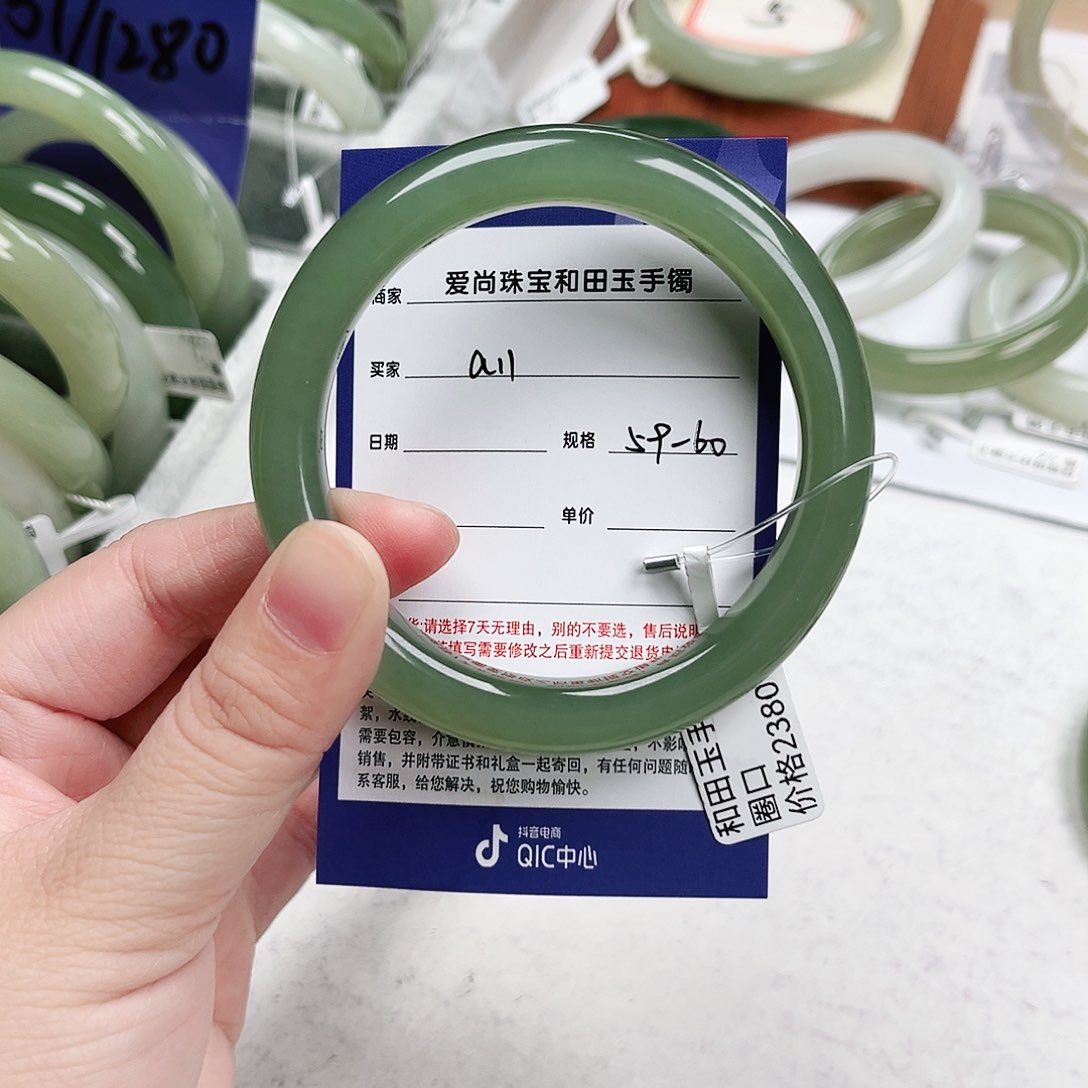 01/1280
商家 爱尚珠宝和田玉手镯
买家 a11
日期 规格 59-60
单价
货:请选择7天无理由，别的不要选，售后说明
填写需要修改之后重新提交退货申
絮，水线
需要包容，介意慎
销售，并附带证书和礼盒一起寄回，有任何问题随
系客服，给您解决，祝您购物愉快。
抖音电商
QIC中心
和田玉手
圈口
价格2380